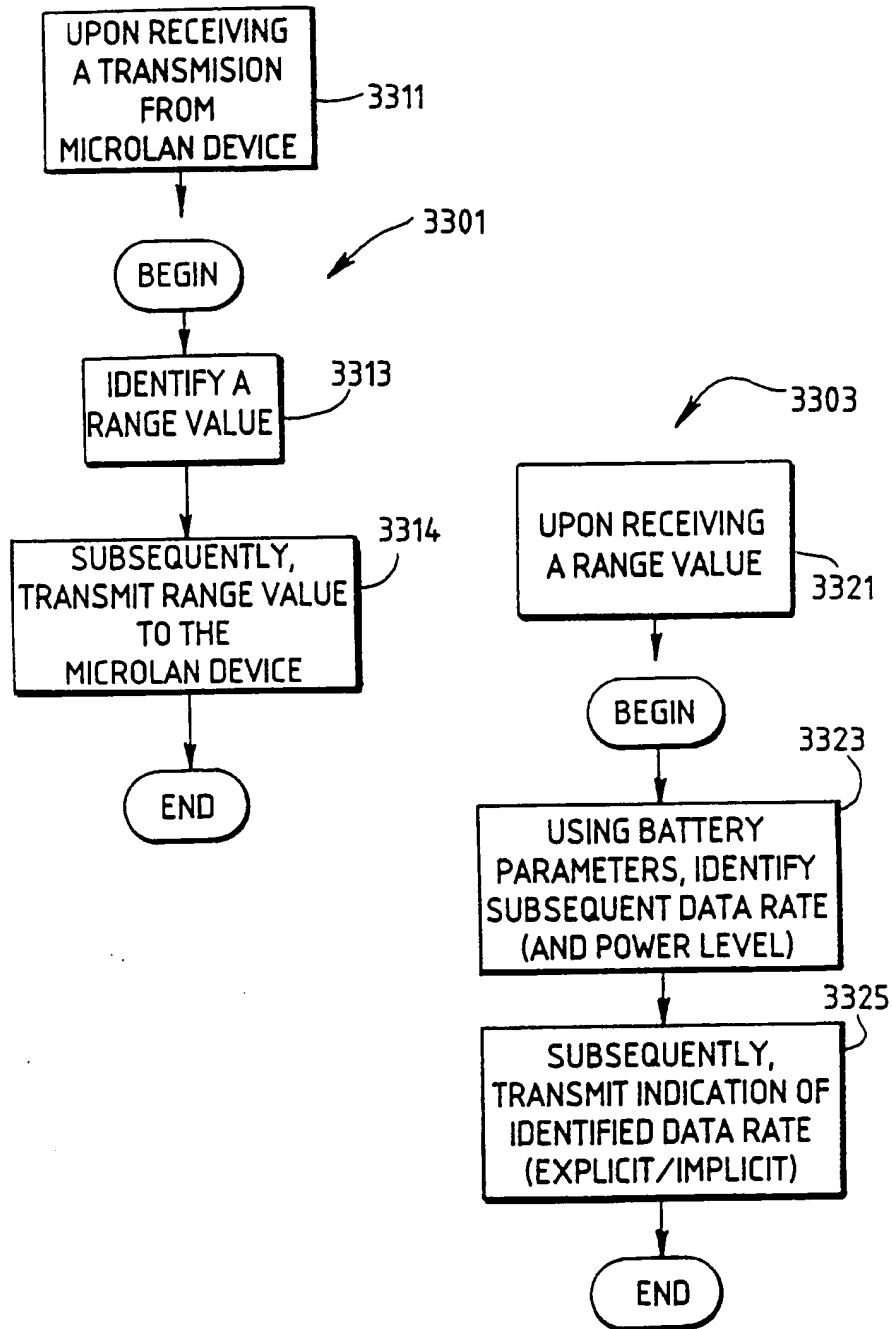 UPON RECEIVING
A TRANSMISION
FROM
MICROLAN DEVICE
3311
3301
BEGIN
IDENTIFY A
RANGE VALUE
3313
SUBSEQUENTLY,
TRANSMIT RANGE VALUE
TO THE
MICROLAN DEVICE
3314
END
3303
UPON RECEIVING
A RANGE VALUE
3321
BEGIN
3323
USING BATTERY
PARAMETERS, IDENTIFY
SUBSEQUENT DATA RATE
(AND POWER LEVEL)
3325
SUBSEQUENTLY,
TRANSMIT INDICATION OF
IDENTIFIED DATA RATE
(EXPLICIT/IMPLICIT)
END